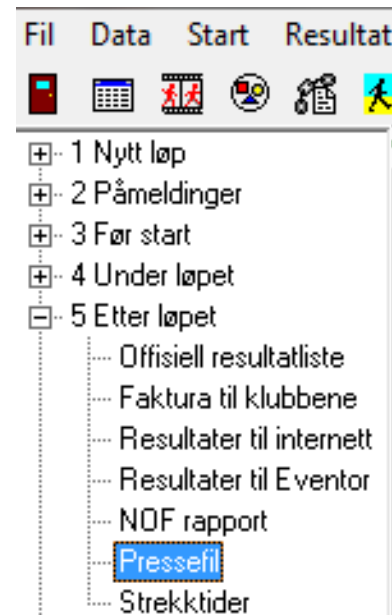 Fil Data Start Resultat
1 Nytt løp
2 Påmeldinger
3 Før start
4 Under løpet
5 Etter løpet
Offisiell resultatliste
Faktura til klubbene
Resultater til internett
Resultater til Eventor
NOF rapport
Pressefil
Strekktider